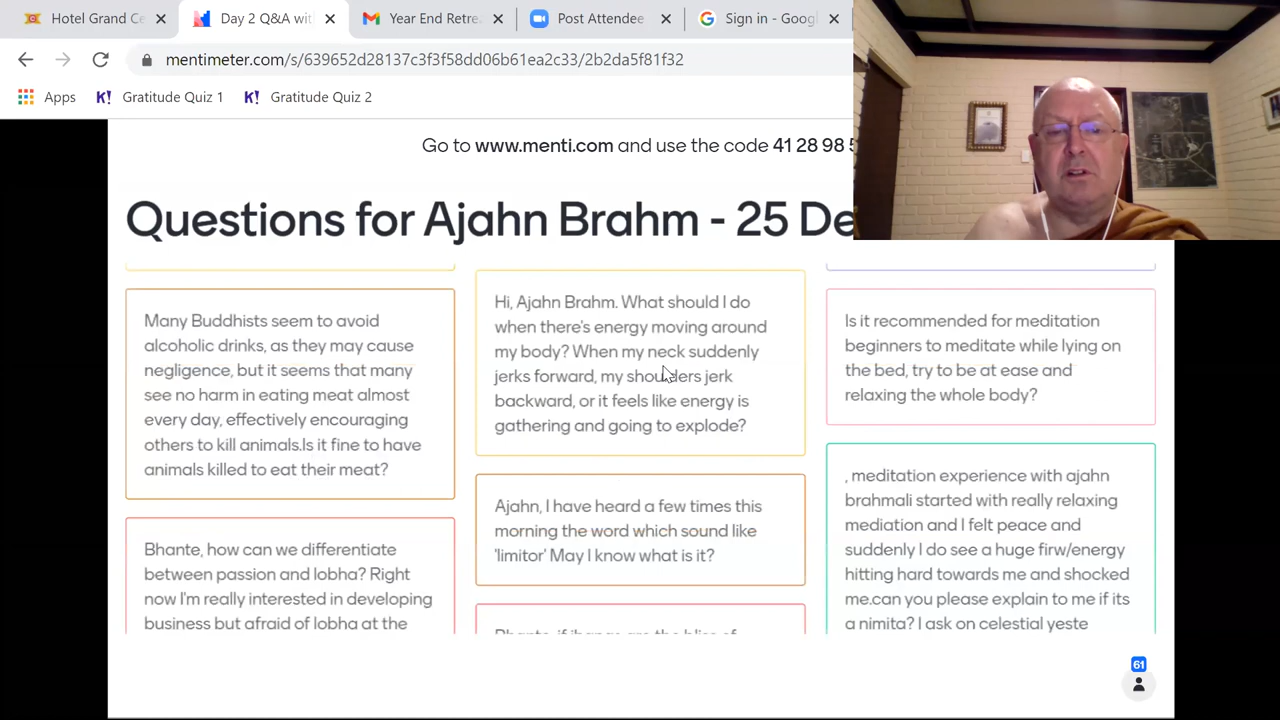 Hotel Grand Ce
Day 2 Q&A wit
Year End Retre
Post Attendee
Sign in - Googl
mentimeter.com/s/639652d28137c3f3f58dd06b61ea2c33/2b2da5f81f32
Apps
Gratitude Quiz 1
Gratitude Quiz 2
Go to www.menti.com and use the code 41 28 98 5
Questions for Ajahn Brahm - 25 De
Many Buddhists seem to avoid
alcoholic drinks, as they may cause
negligence, but it seems that many
see no harm in eating meat almost
every day, effectively encouraging
others to kill animals.Is it fine to have
animals killed to eat their meat?
Bhante, how can we differentiate
between passion and lobha? Right
now I'm really interested in developing
business but afraid of lobha at the
Hi, Ajahn Brahm. What should I do
when there's energy moving around
my body? When my neck suddenly
jerks forward, my shoulders jerk
backward, or it feels like energy is
gathering and going to explode?
Ajahn, I have heard a few times this
morning the word which sound like
'limitor' May I know what is it?
Is it recommended for meditation
beginners to meditate while lying on
the bed, try to be at ease and
relaxing the whole body?
, meditation experience with ajahn
brahmali started with really relaxing
mediation and I felt peace and
suddenly I do see a huge firw/energy
hitting hard towards me and shocked
me.can you please explain to me if its
a nimita? I ask on celestial yeste
61